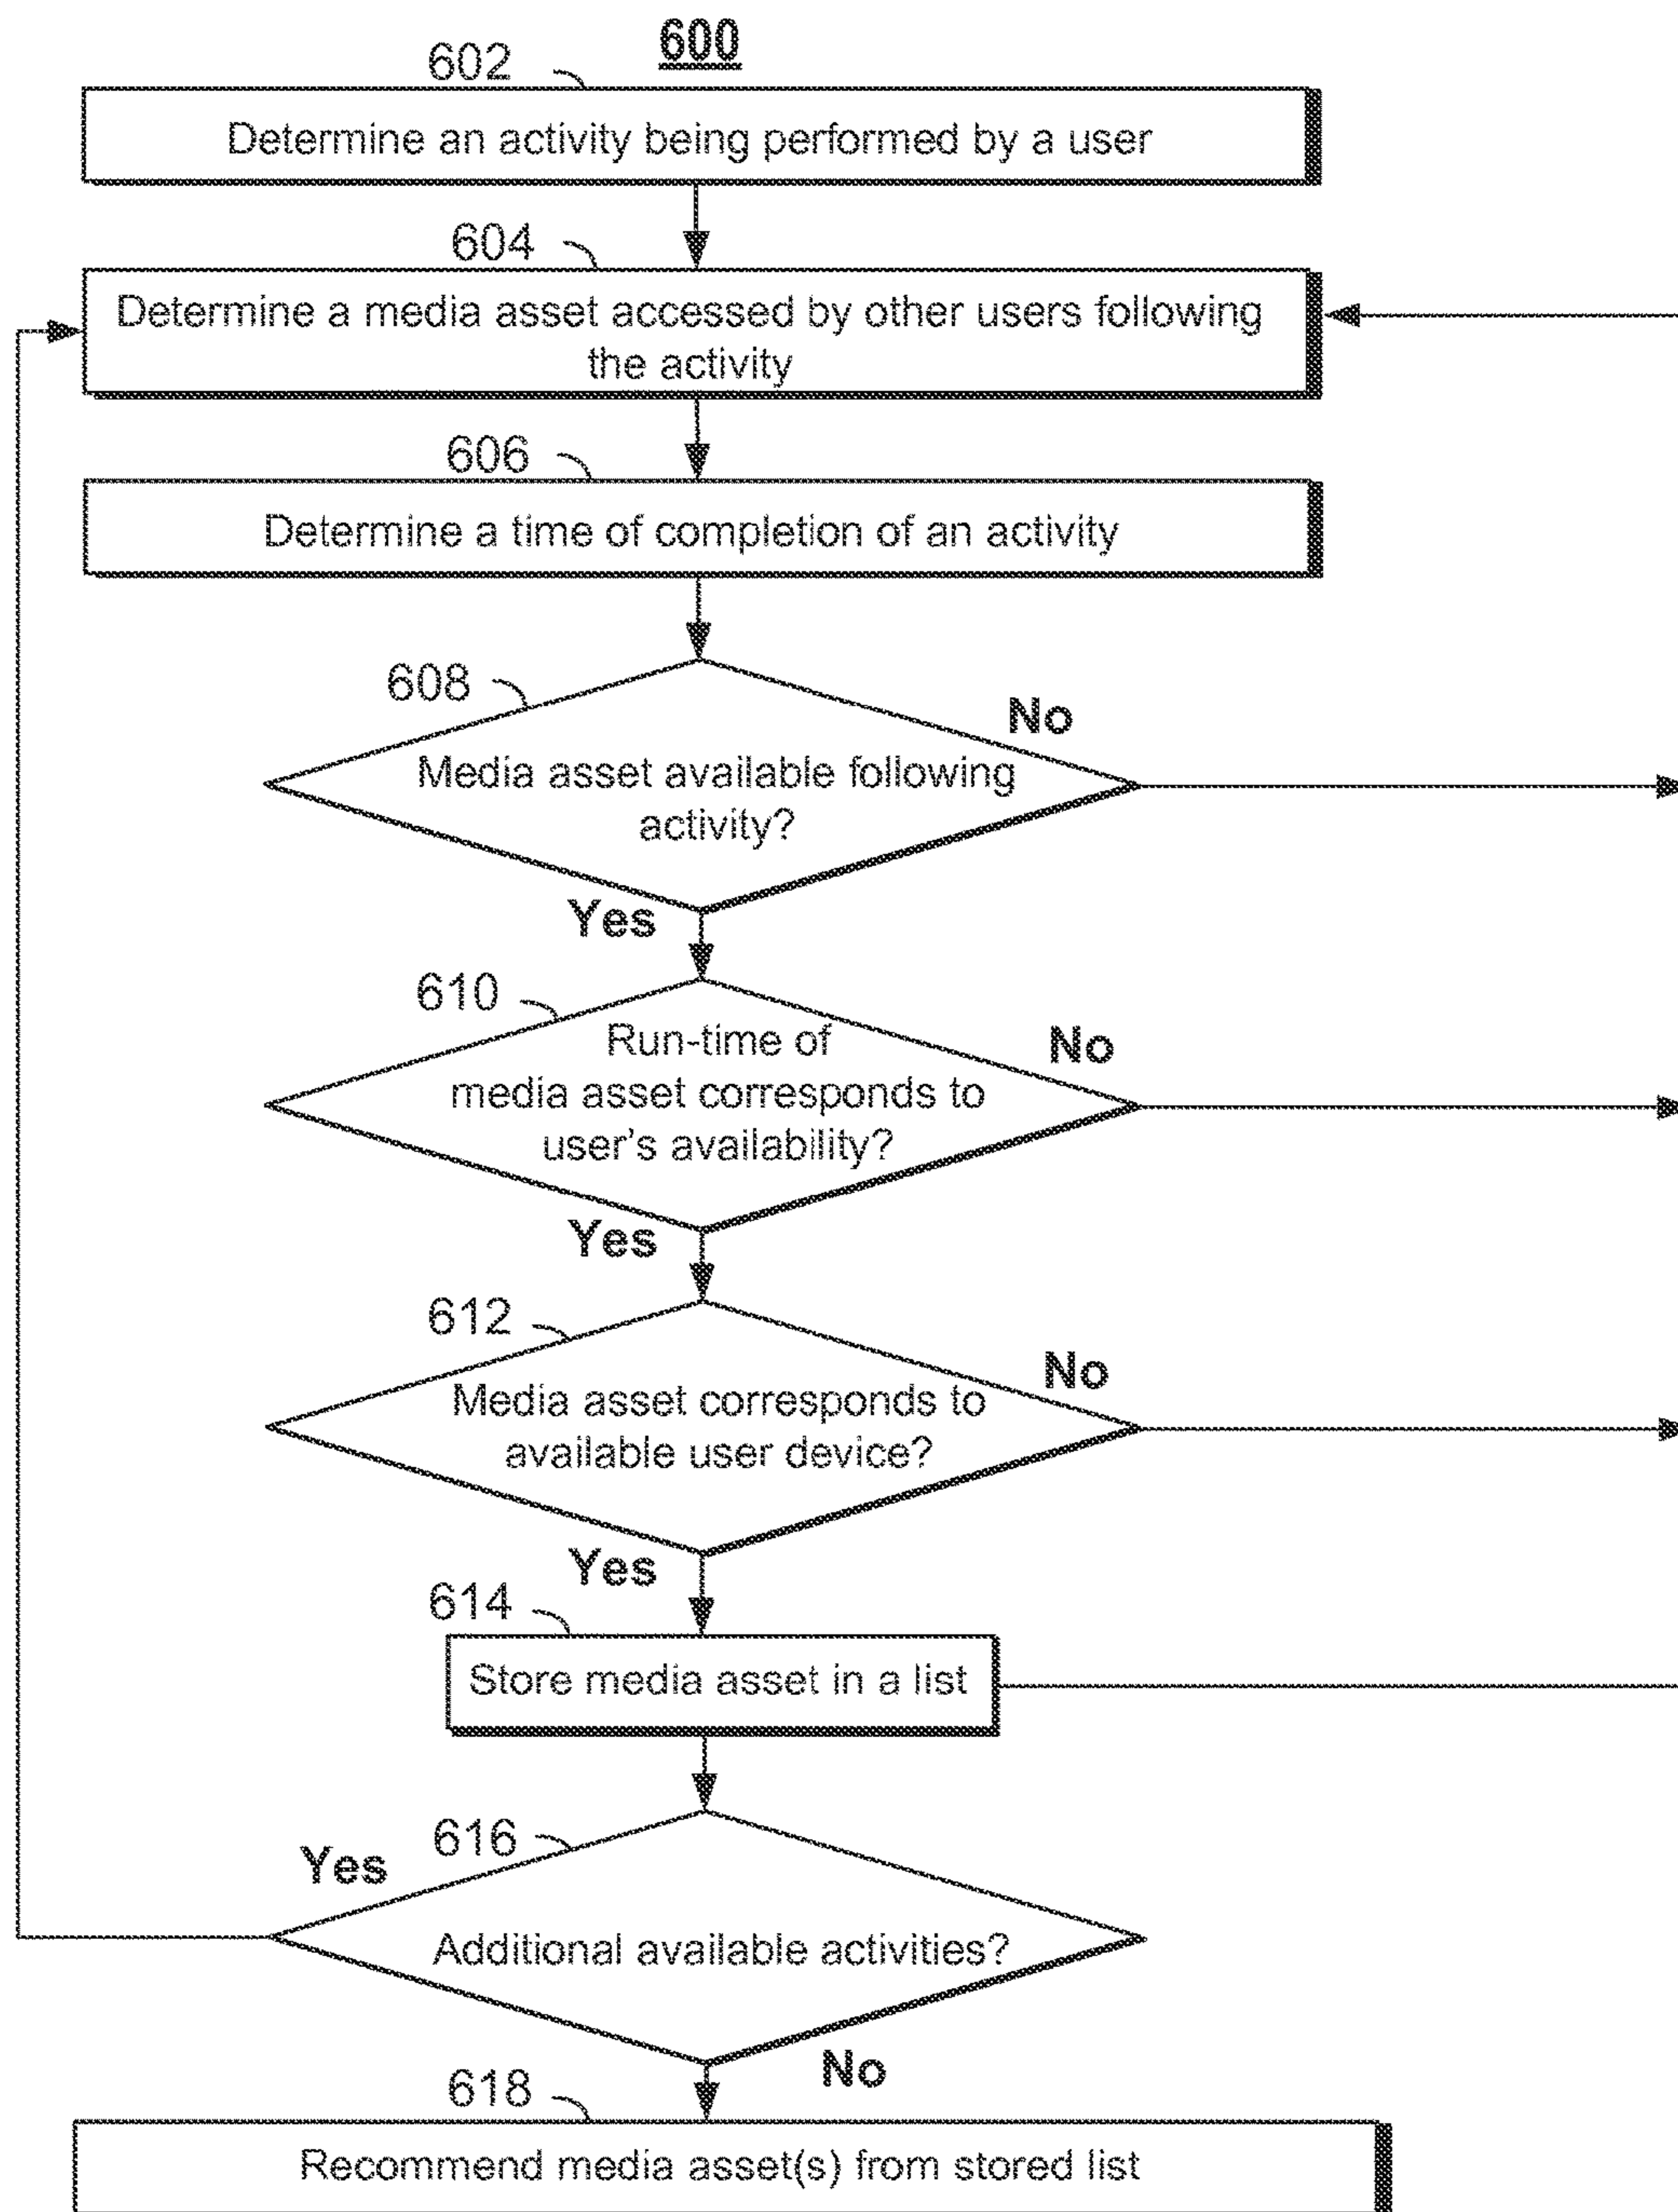 600
602
Determine an activity being performed by a user
604
Determine a media asset accessed by other users following
the activity
606
Determine a time of completion of an activity
608
No
Media asset available following
activity?
Yes
610
No
Run-time of
media asset corresponds to
user's availability?
Yes
612
No
Media asset corresponds to
available user device?
Yes
614
Store media asset in a list
616
Yes
Additional available activities?
No
618
Recommend media asset(s) from stored list